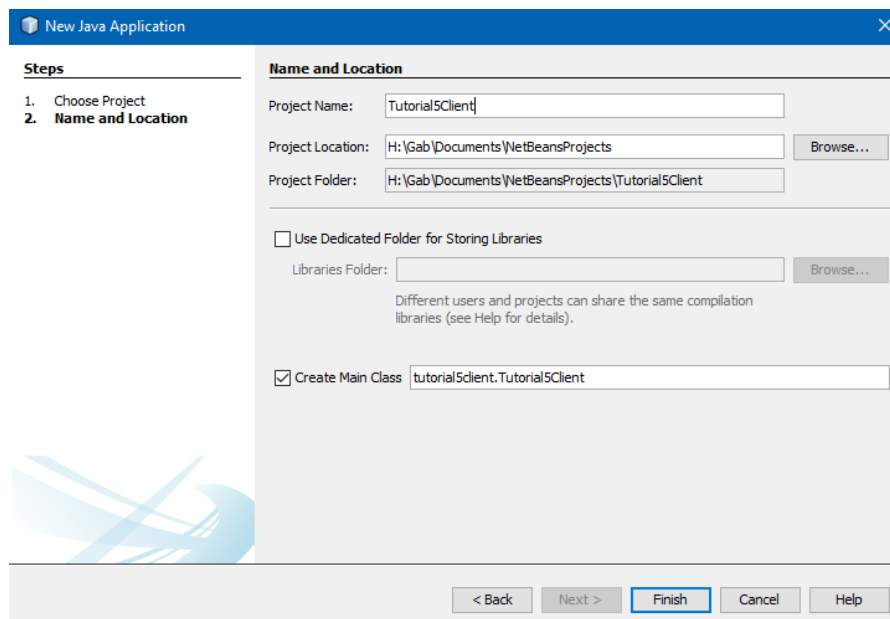 New Java Application
Steps
1. Choose Project
2. Name and Location
Name and Location
Project Name: Tutorial5Client
Project Location: H:\Gab\Documents\NetBeansProjects Browse...
Project Folder: H:\Gab\Documents\NetBeansProjects\Tutorial5Client
Use Dedicated Folder for Storing Libraries
Libraries Folder: Browse...
Different users and projects can share the same compilation
libraries (see Help for details).
Create Main Class tutorial5client.Tutorial5Client
< Back Next > Finish Cancel Help